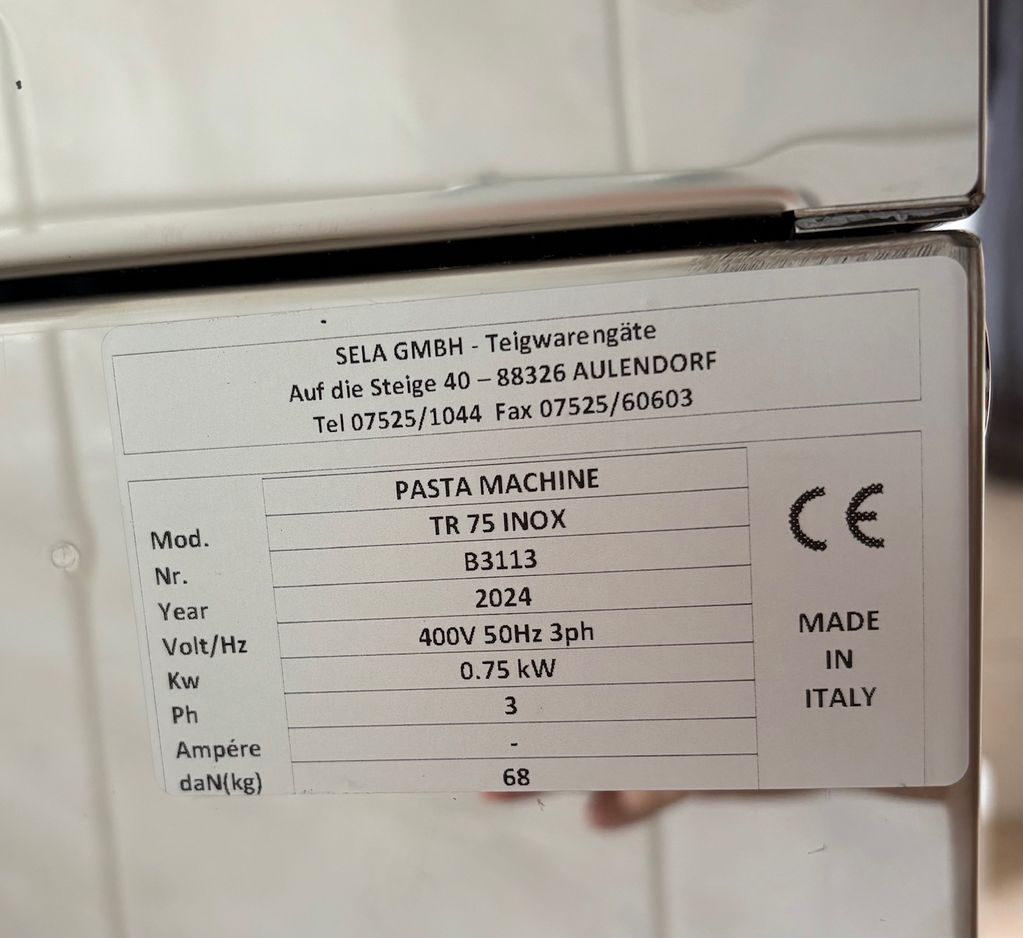 SELA GMBH - Teigwarengäte
Auf die Steige 40 – 88326 AULENDORF
Tel 07525/1044 Fax 07525/60603
PASTA MACHINE
Mod. TR 75 INOX
Nr. B3113
Year 2024
Volt/Hz 400V 50Hz 3ph
Kw 0.75 kW
Ph 3
Ampére -
daN(kg) 68
CE
MADE
IN
ITALY